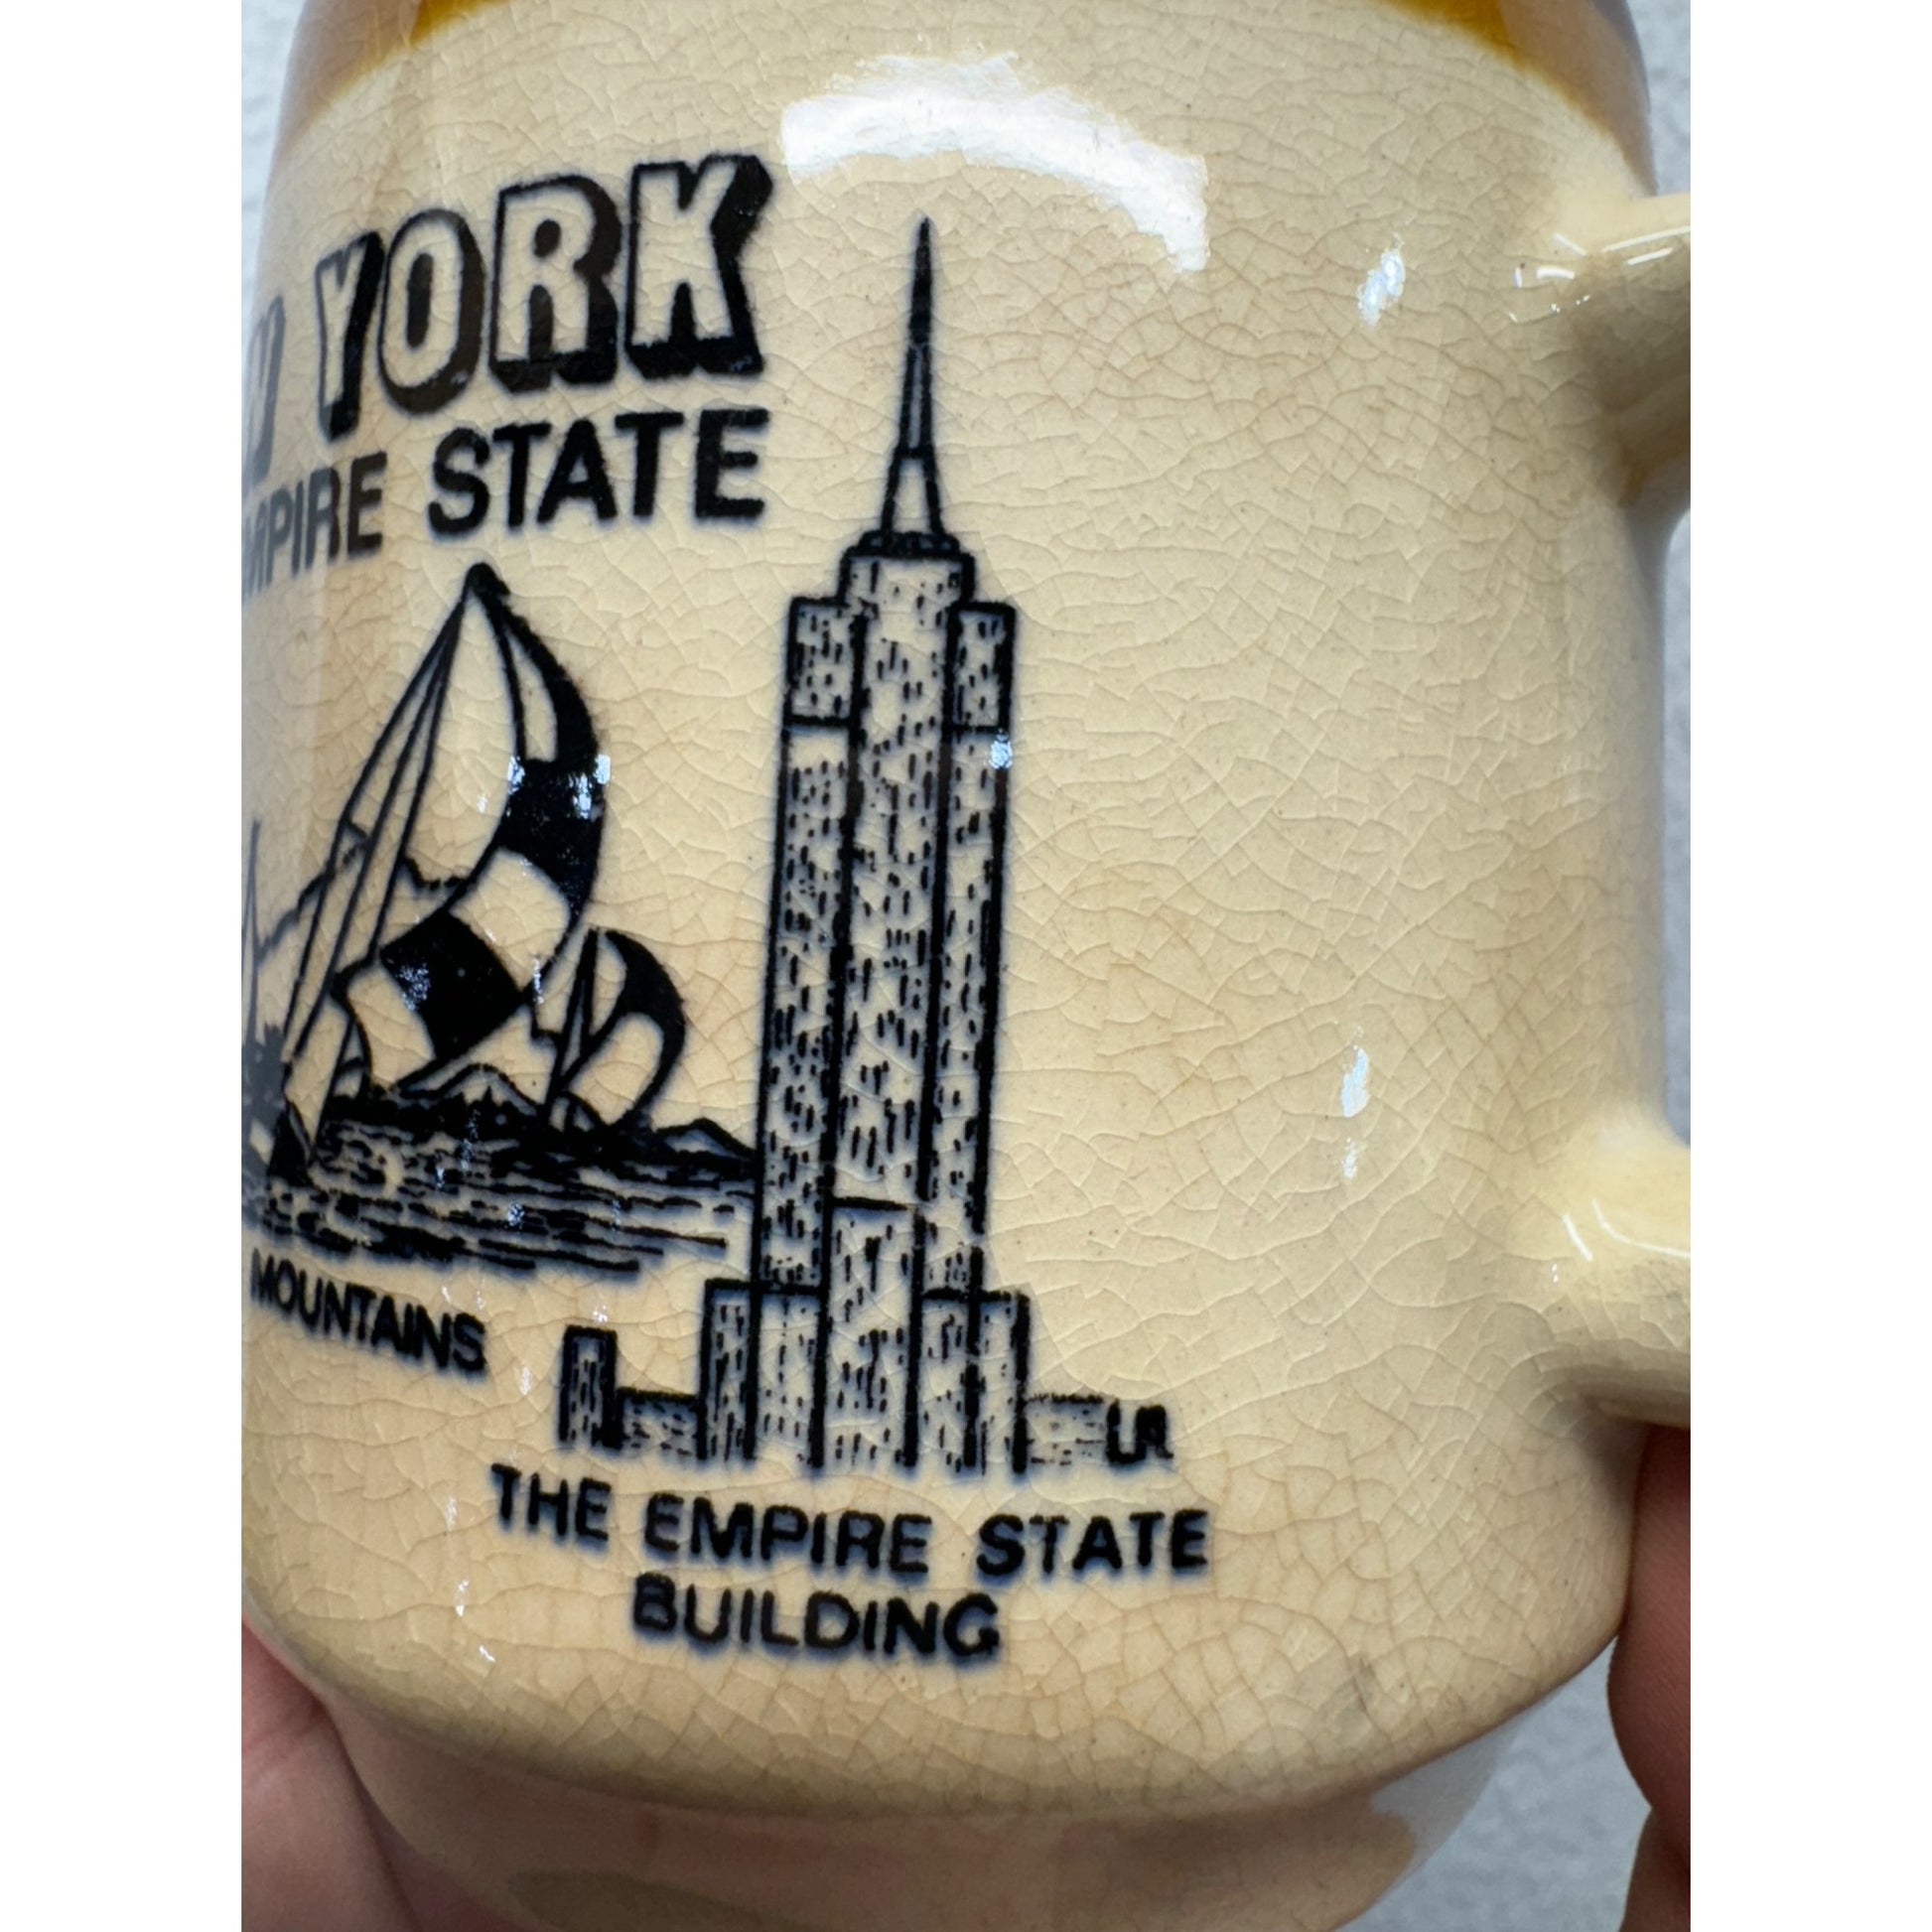 YORK
EMPIRE STATE
MOUNTAINS
THE EMPIRE STATE
BUILDING